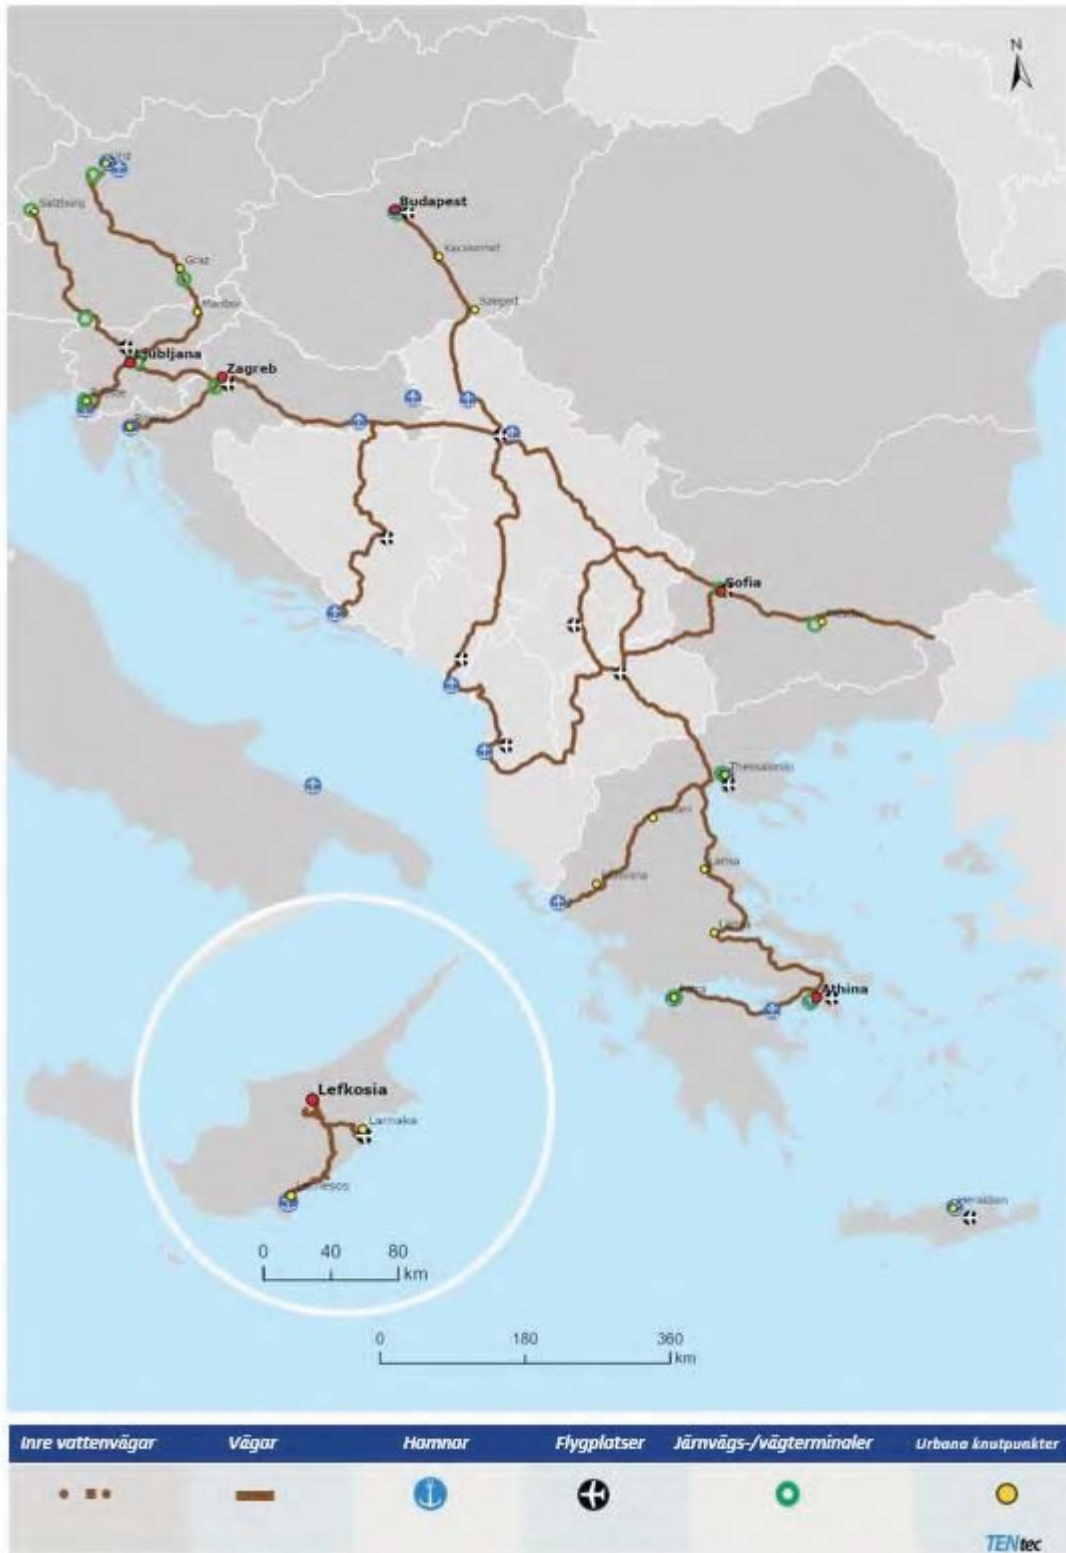 N
Salzburg
Budapest
Kecskemét
Graz
Maribor
Szeged
Ljubljana
Zagreb
Sofia
Thessaloniki
Larisa
Athina
Lefkosia
Larnaka
Heraklion
0 40 80
km
0 180 360
km
Inre vattenvägar Vägar Hamnar Flygplatser Järnvägs-/vägterminaler Urbana knutpunkter
TENtec